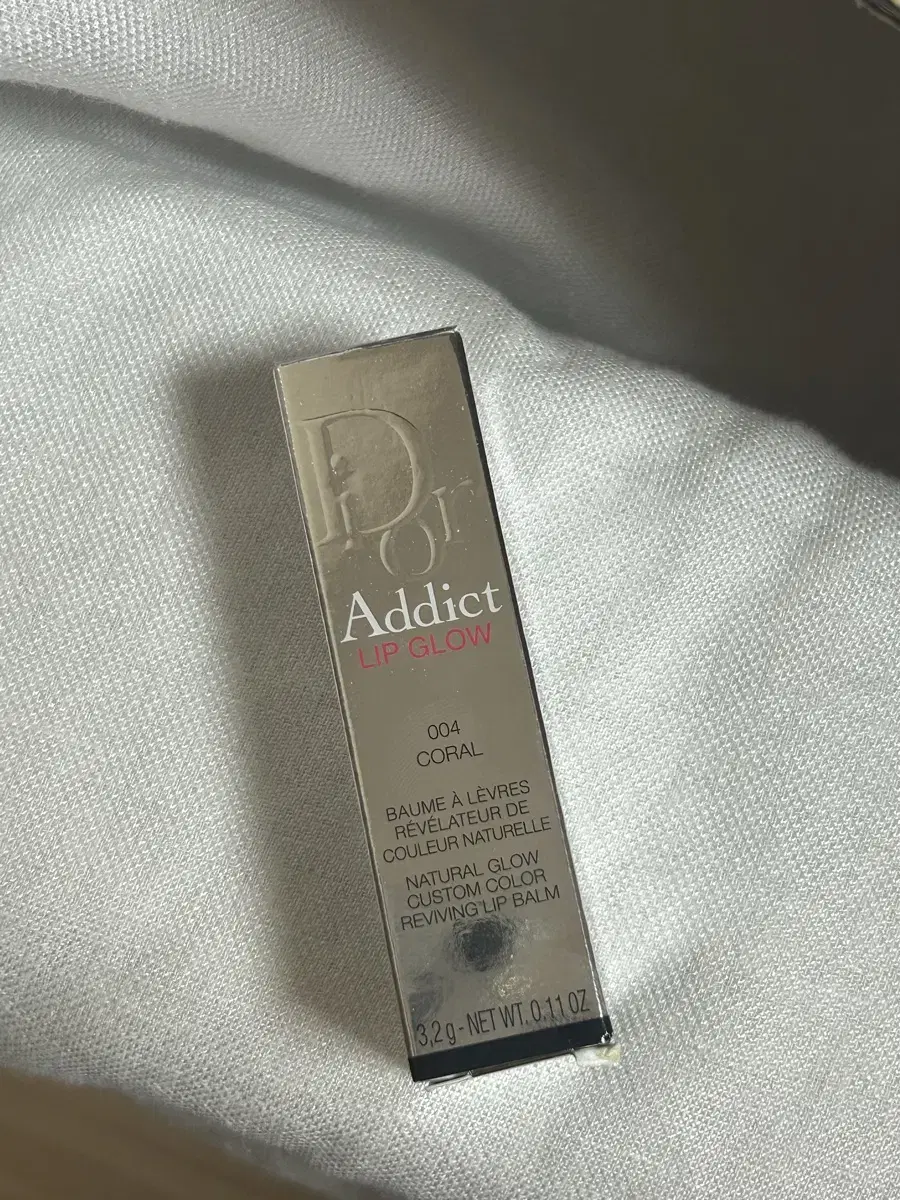 Dior
Addict
LIP GLOW
004
CORAL
BAUME À LÈVRES
RÉVÉLATEUR DE
COULEUR NATURELLE
NATURAL GLOW
CUSTOM COLOR
REVIVING LIP BALM
3,2 g - NET WT. 0.11 OZ